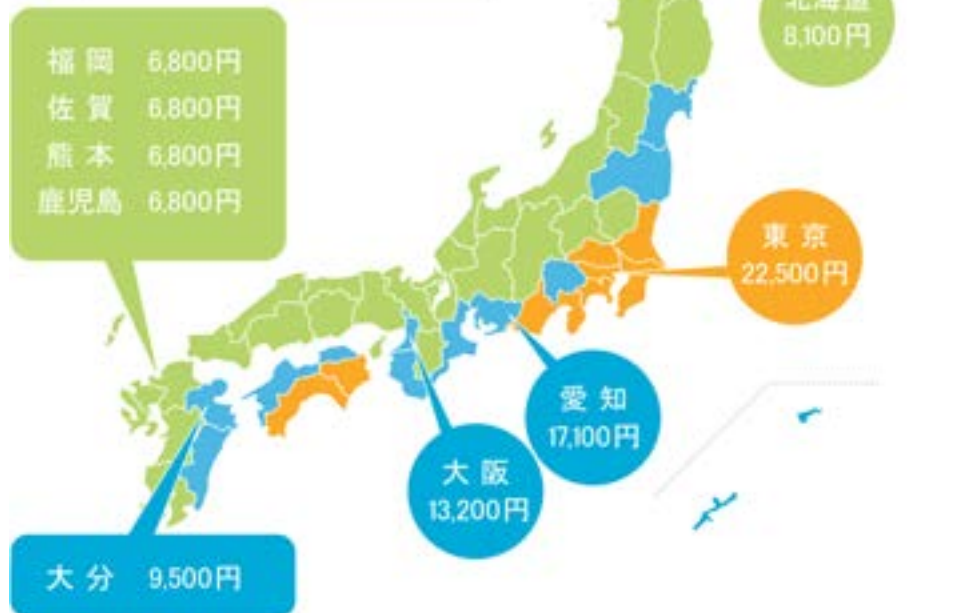 北海道
8,100円
福岡 6,800円
佐賀 6,800円
熊本 6,800円
鹿児島 6,800円
東京
22,500円
愛知
17,100円
大阪
13,200円
大分 9,500円